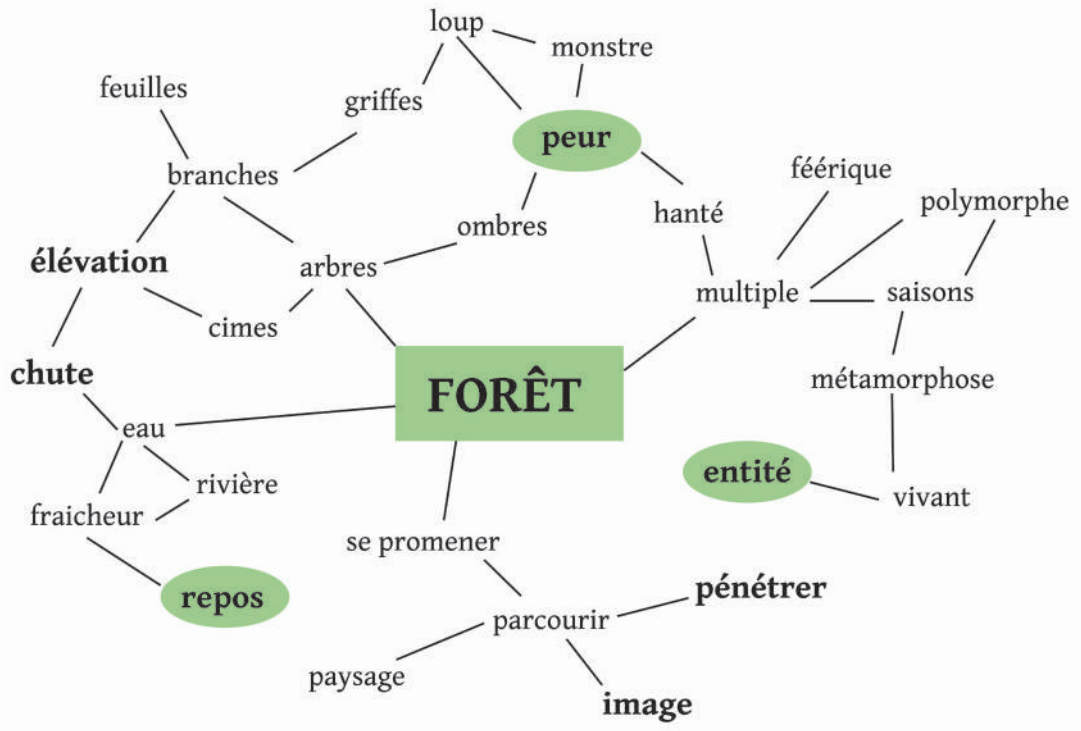 loup
monstre
feuilles
griffes
peur
branches
féérique
polymorphe
hanté
ombres
élévation
arbres
multiple
saisons
cimes
chute
FORÊT
métamorphose
eau
rivière
entité
vivant
fraicheur
se promener
repos
pénétrer
parcourir
paysage
image